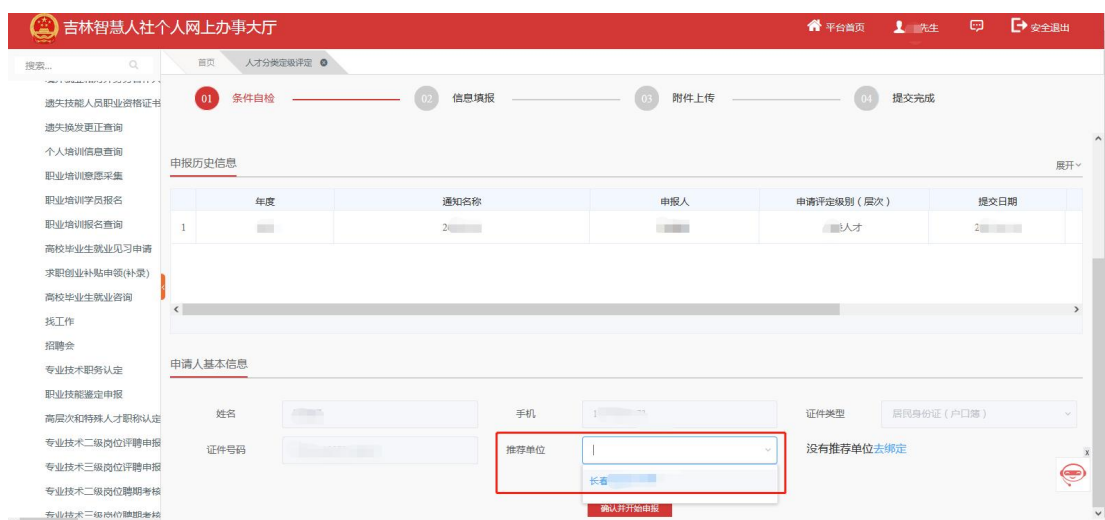 吉林智慧人社个人网上办事大厅
平台首页
先生
安全退出
搜索...
首页
人才分类定级评定
遗失技能人员职业资格证书
遗失换发更正查询
个人培训信息查询
职业培训意愿采集
职业培训学员报名
职业培训报名查询
高校毕业生就业见习申请
求职创业补贴申领(补录)
高校毕业生就业咨询
找工作
招聘会
专业技术职务认定
职业技能鉴定申报
高层次和特殊人才职称认定
专业技术二级岗位评聘申报
专业技术三级岗位评聘申报
专业技术二级岗位聘期考核
专业技术三级岗位聘期考核
01 条件自检
02 信息填报
03 附件上传
04 提交完成
申报历史信息
展开
年度 通知名称 申报人 申请评定级别（层次） 提交日期
1 2 人才 2
申请人基本信息
姓名
手机 1
证件类型 居民身份证（户口簿）
证件号码
推荐单位
没有推荐单位去绑定
x
长春
确认并开始申报